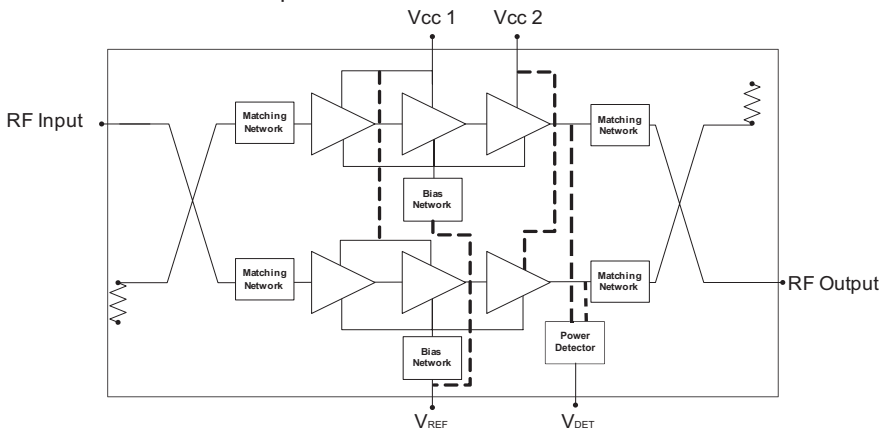 Vcc 1
Vcc 2
RF Input
Matching
Network
Matching
Network
Bias
Network
Matching
Network
Matching
Network
RF Output
Power
Detector
Bias
Network
VREF
VDET